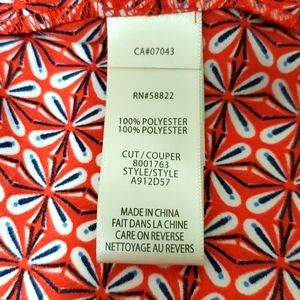 CA#07043
RN#58822
100% POLYESTER
100% POLYESTER
CUT / COUPER
8001763
STYLE/STYLE
A912D57
MADE IN CHINA
FAIT DANS LA CHINE
CARE ON REVERSE
NETTOYAGE AU REVERS